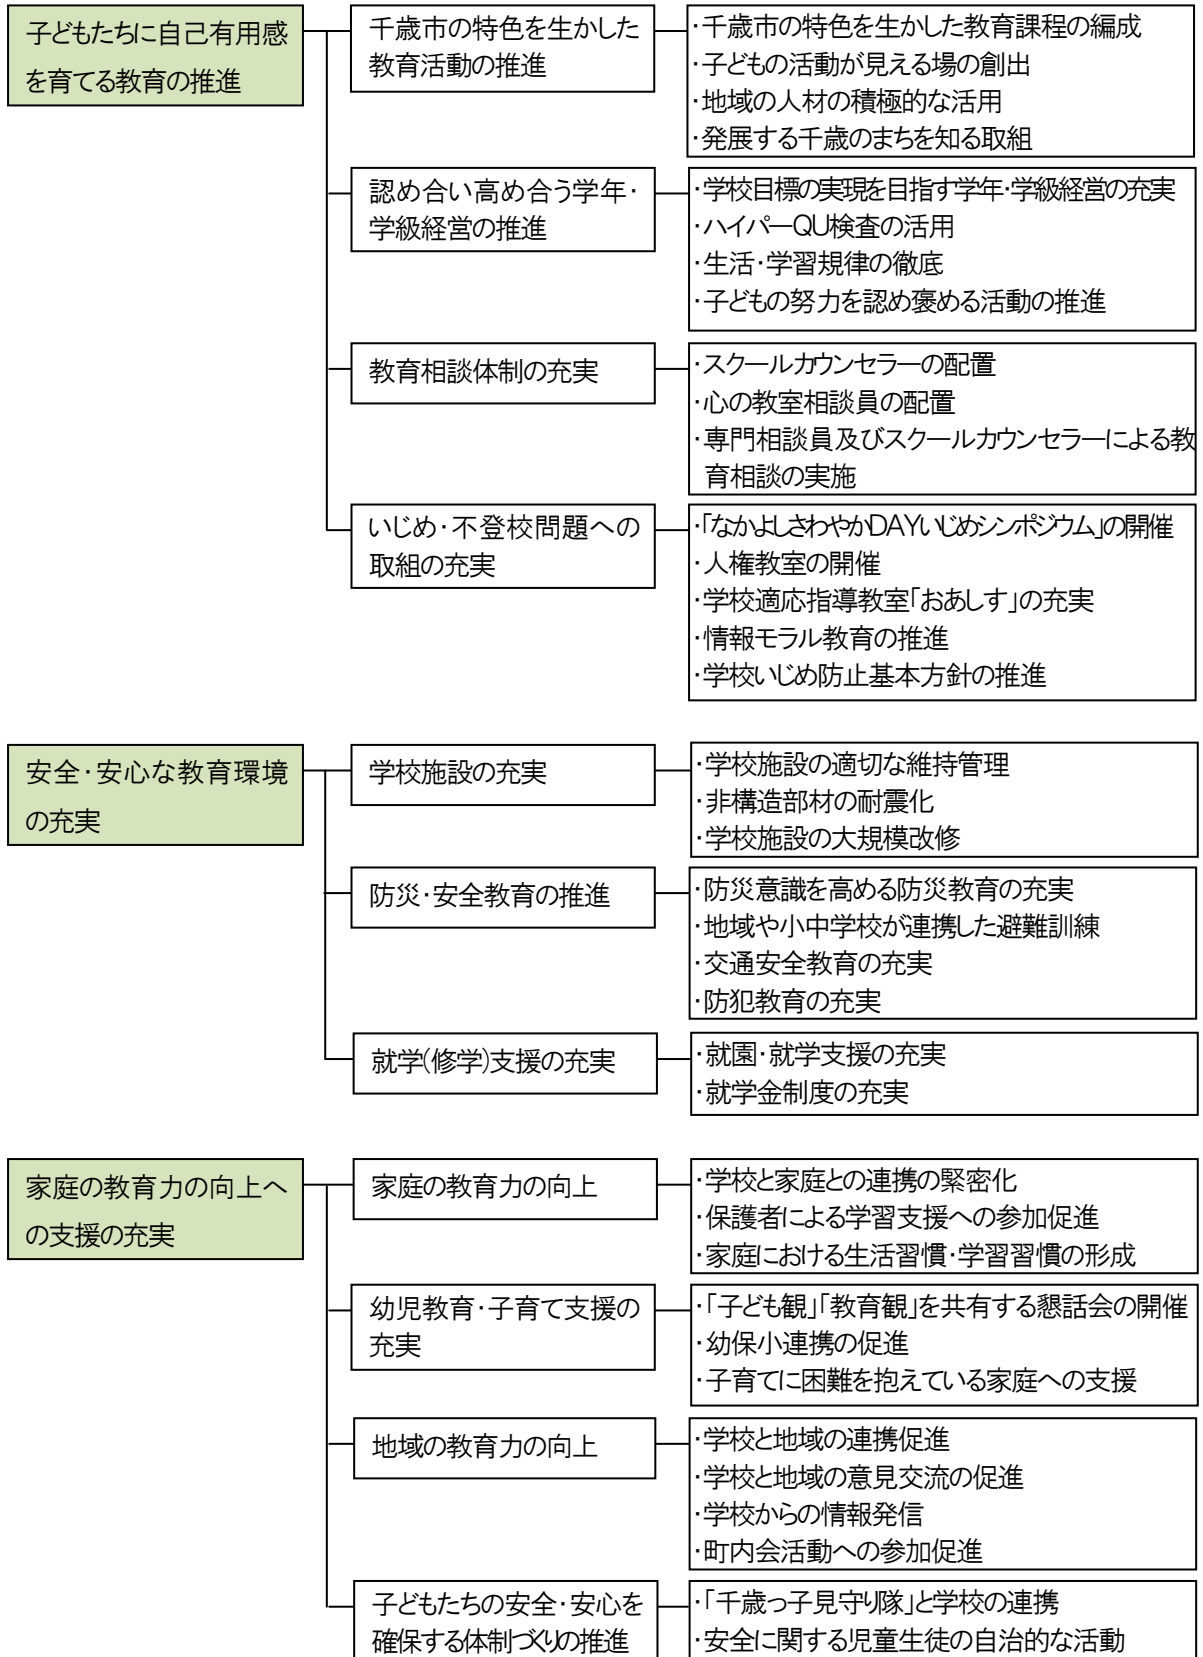 子どもたちに自己有用感
を育てる教育の推進
千歳市の特色を生かした
教育活動の推進
・千歳市の特色を生かした教育課程の編成
・子どもの活動が見える場の創出
・地域の人材の積極的な活用
・発展する千歳のまちを知る取組
認め合い高め合う学年・
学級経営の推進
・学校目標の実現を目指す学年・学級経営の充実
・ハイパーQU検査の活用
・生活・学習規律の徹底
・子どもの努力を認め褒める活動の推進
教育相談体制の充実
・スクールカウンセラーの配置
・心の教室相談員の配置
・専門相談員及びスクールカウンセラーによる教
育相談の実施
いじめ・不登校問題への
取組の充実
・「なかよしさわやかDAYいじめシンポジウム」の開催
・人権教室の開催
・学校適応指導教室「おあしす」の充実
・情報モラル教育の推進
・学校いじめ防止基本方針の推進
安全・安心な教育環境
の充実
学校施設の充実
・学校施設の適切な維持管理
・非構造部材の耐震化
・学校施設の大規模改修
防災・安全教育の推進
・防災意識を高める防災教育の充実
・地域や小中学校が連携した避難訓練
・交通安全教育の充実
・防犯教育の充実
就学(修学)支援の充実
・就園・就学支援の充実
・就学金制度の充実
家庭の教育力の向上へ
の支援の充実
家庭の教育力の向上
・学校と家庭との連携の緊密化
・保護者による学習支援への参加促進
・家庭における生活習慣・学習習慣の形成
幼児教育・子育て支援の
充実
・「子ども観」「教育観」を共有する懇話会の開催
・幼保小連携の促進
・子育てに困難を抱えている家庭への支援
地域の教育力の向上
・学校と地域の連携促進
・学校と地域の意見交流の促進
・学校からの情報発信
・町内会活動への参加促進
子どもたちの安全・安心を
確保する体制づくりの推進
・「千歳っ子見守り隊」と学校の連携
・安全に関する児童生徒の自治的な活動